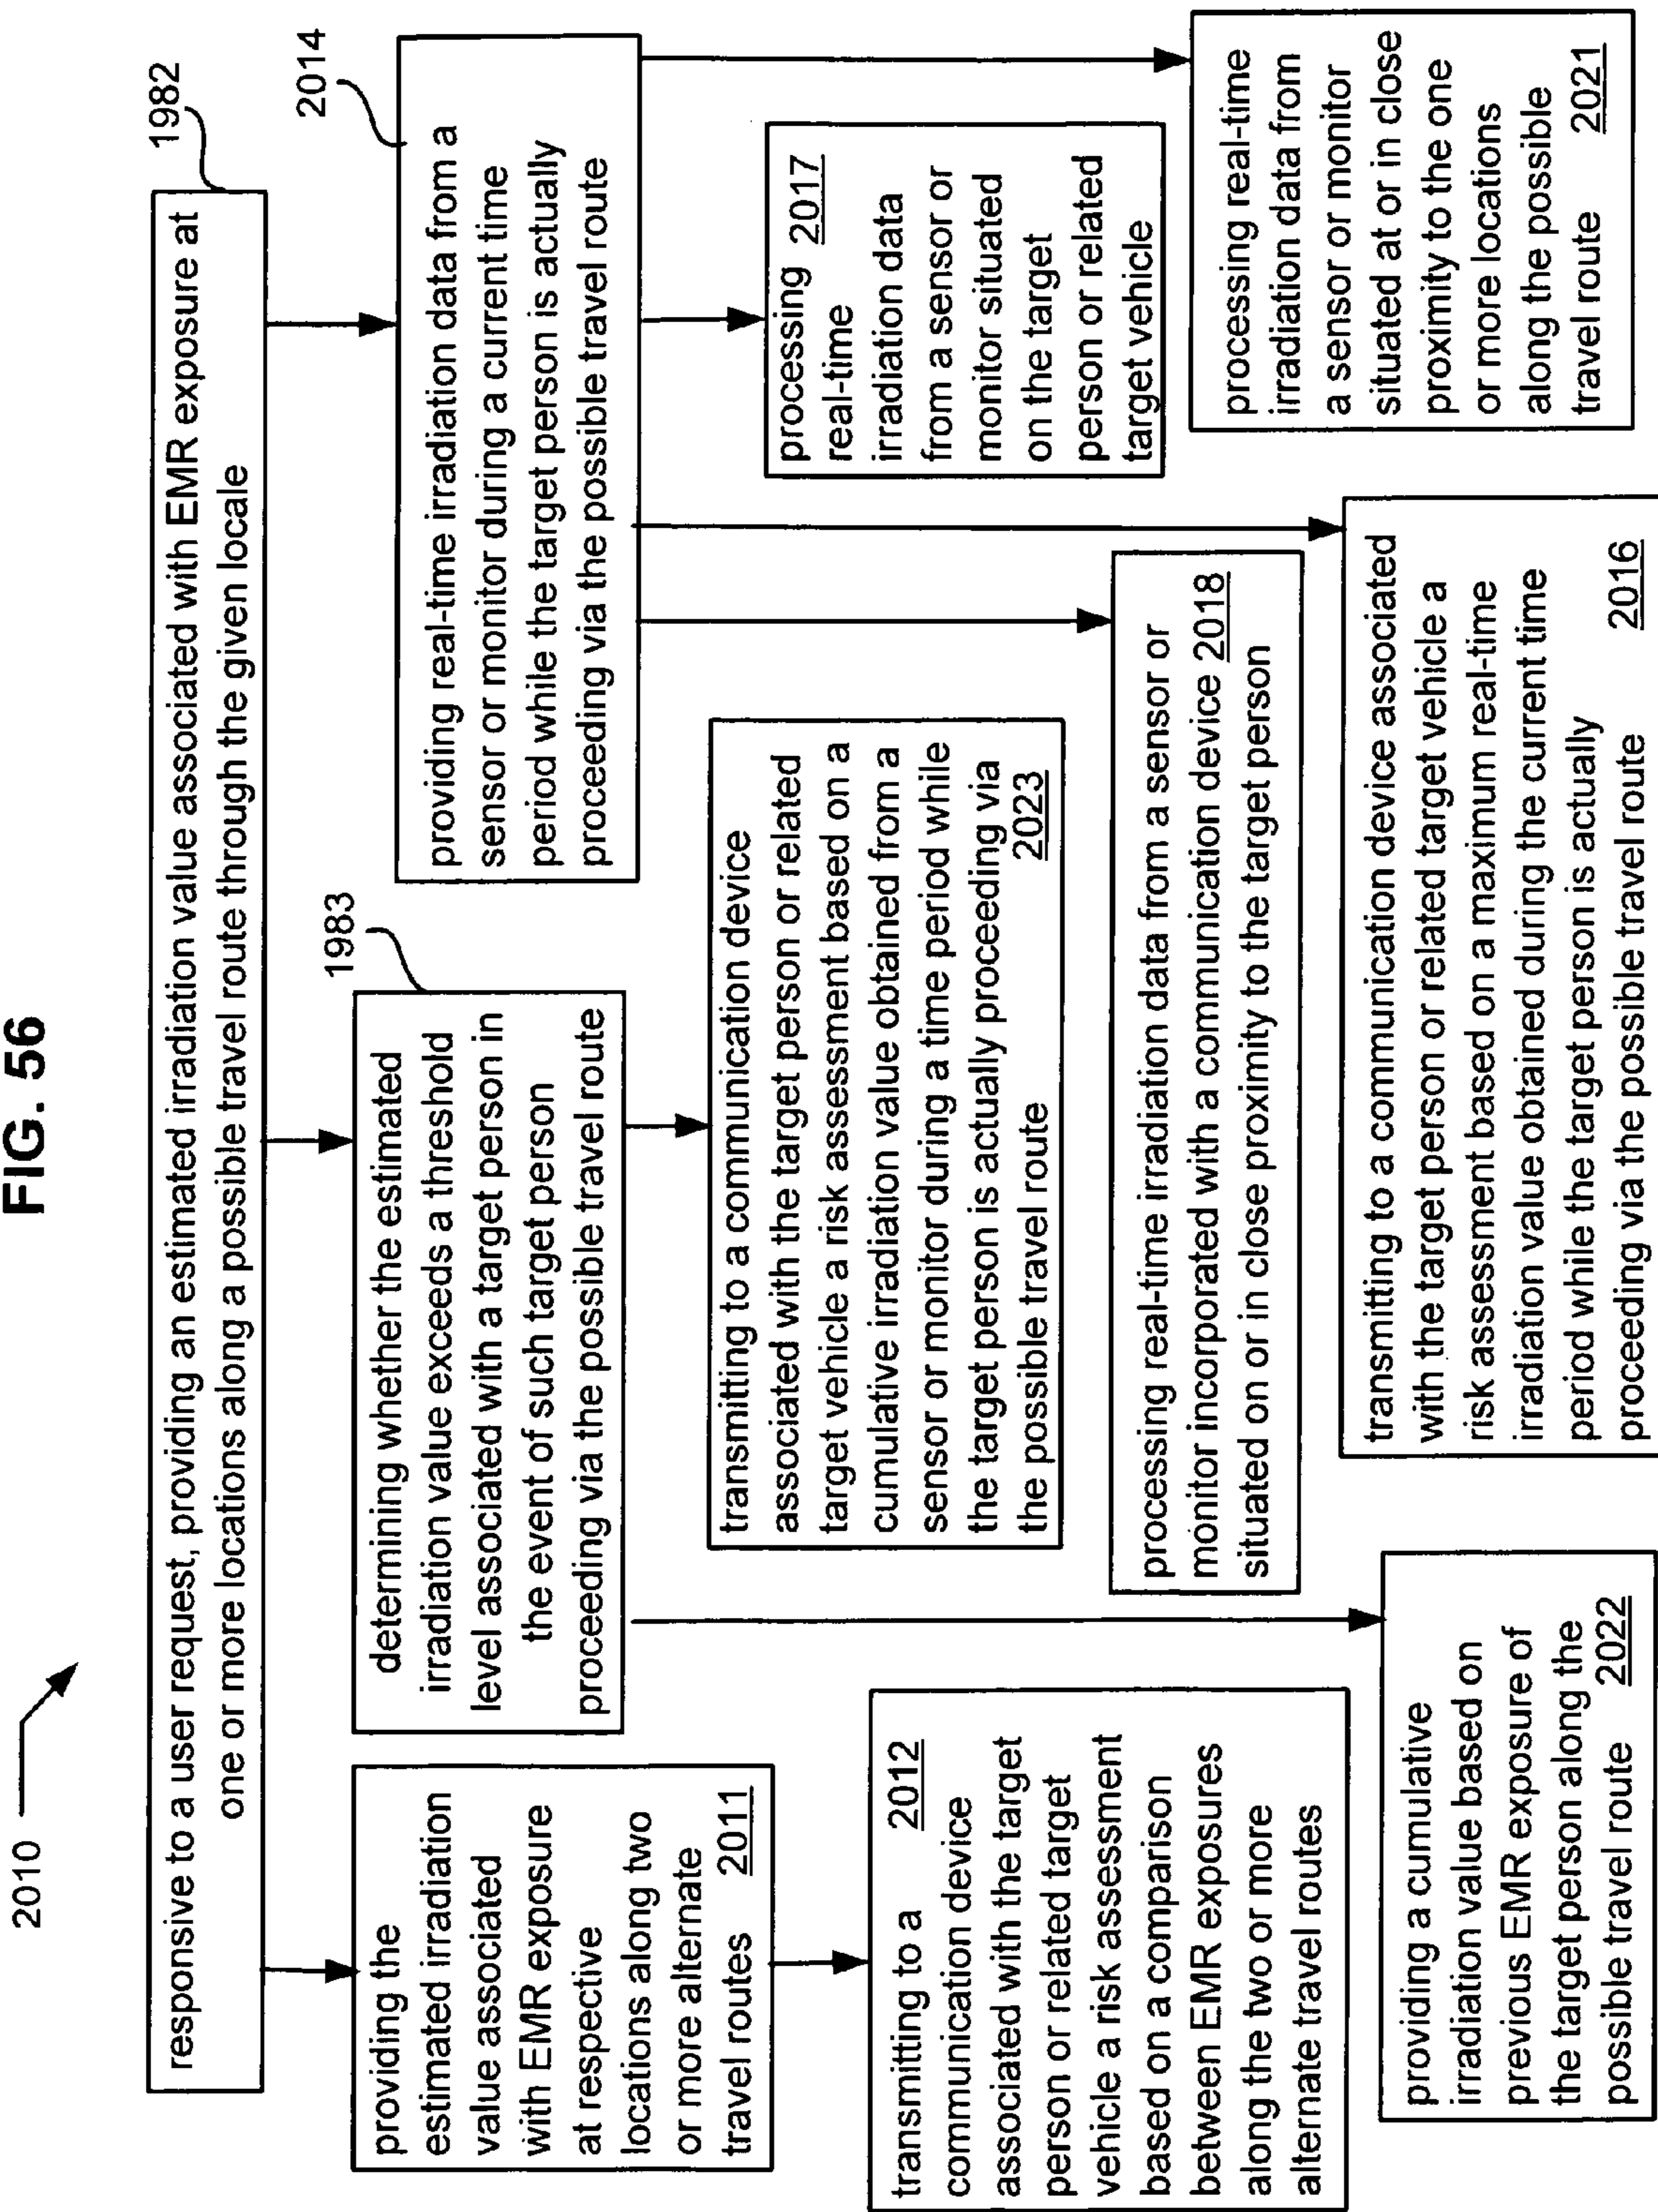 FIG. 56
2010
1982
responsive to a user request, providing an estimated irradiation value associated with EMR exposure at
one or more locations along a possible travel route through the given locale
providing the
estimated irradiation
value associated
with EMR exposure
at respective
locations along two
or more alternate
travel routes 2011
1983
determining whether the estimated
irradiation value exceeds a threshold
level associated with a target person in
the event of such target person
proceeding via the possible travel route
2014
providing real-time irradiation data from a
sensor or monitor during a current time
period while the target person is actually
proceeding via the possible travel route
transmitting to a 2012
communication device
associated with the target
person or related target
vehicle a risk assessment
based on a comparison
between EMR exposures
along the two or more
alternate travel routes
transmitting to a communication device
associated with the target person or related
target vehicle a risk assessment based on a
cumulative irradiation value obtained from a
sensor or monitor during a time period while
the target person is actually proceeding via
the possible travel route 2023
processing 2017
real-time
irradiation data
from a sensor or
monitor situated
on the target
person or related
target vehicle
processing real-time irradiation data from a sensor or
monitor incorporated with a communication device 2018
situated on or in close proximity to the target person
processing real-time
irradiation data from
a sensor or monitor
situated at or in close
proximity to the one
or more locations
along the possible
travel route 2021
providing a cumulative
irradiation value based on
previous EMR exposure of
the target person along the
possible travel route 2022
transmitting to a communication device associated
with the target person or related target vehicle a
risk assessment based on a maximum real-time
irradiation value obtained during the current time
period while the target person is actually
proceeding via the possible travel route 2016